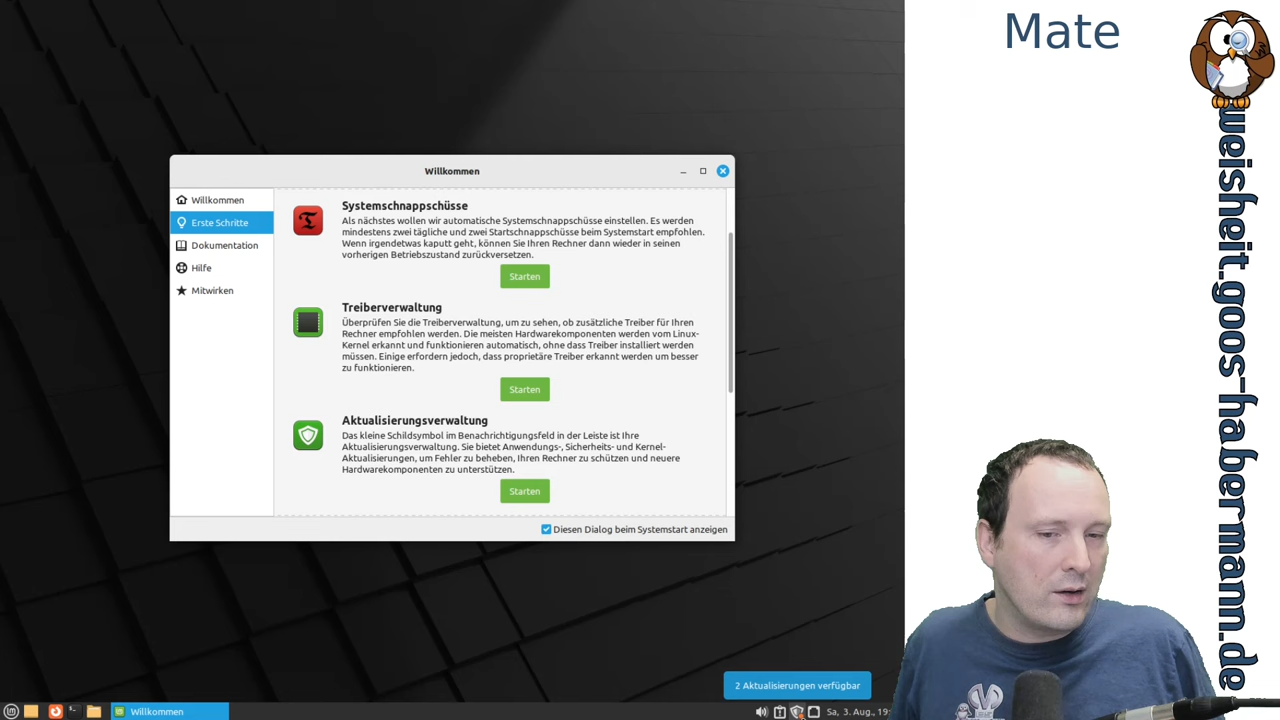 Mate
weisheit.goos-habermann.de
Willkommen
Willkommen
Erste Schritte
Dokumentation
Hilfe
Mitwirken
Systemschnappschüsse
Als nächstes wollen wir automatische Systemschnappschüsse einstellen. Es werden
mindestens zwei tägliche und zwei Startschnappschüsse beim Systemstart empfohlen.
Wenn irgendetwas kaputt geht, können Sie Ihren Rechner dann wieder in seinen
vorherigen Betriebszustand zurückversetzen.
Starten
Treiberverwaltung
Überprüfen Sie die Treiberverwaltung, um zu sehen, ob zusätzliche Treiber für Ihren
Rechner empfohlen werden. Die meisten Hardwarekomponenten werden vom Linux-
Kernel erkannt und funktionieren automatisch, ohne dass Treiber installiert werden
müssen. Einige erfordern jedoch, dass proprietäre Treiber erkannt werden um besser
zu funktionieren.
Starten
Aktualisierungsverwaltung
Das kleine Schildsymbol im Benachrichtigungsfeld in der Leiste ist Ihre
Aktualisierungsverwaltung. Sie bietet Anwendungs-, Sicherheits- und Kernel-
Aktualisierungen, um Fehler zu beheben, Ihren Rechner zu schützen und neuere
Hardwarekomponenten zu unterstützen.
Starten
Diesen Dialog beim Systemstart anzeigen
2 Aktualisierungen verfügbar
Willkommen
Sa, 3. Aug., 19: